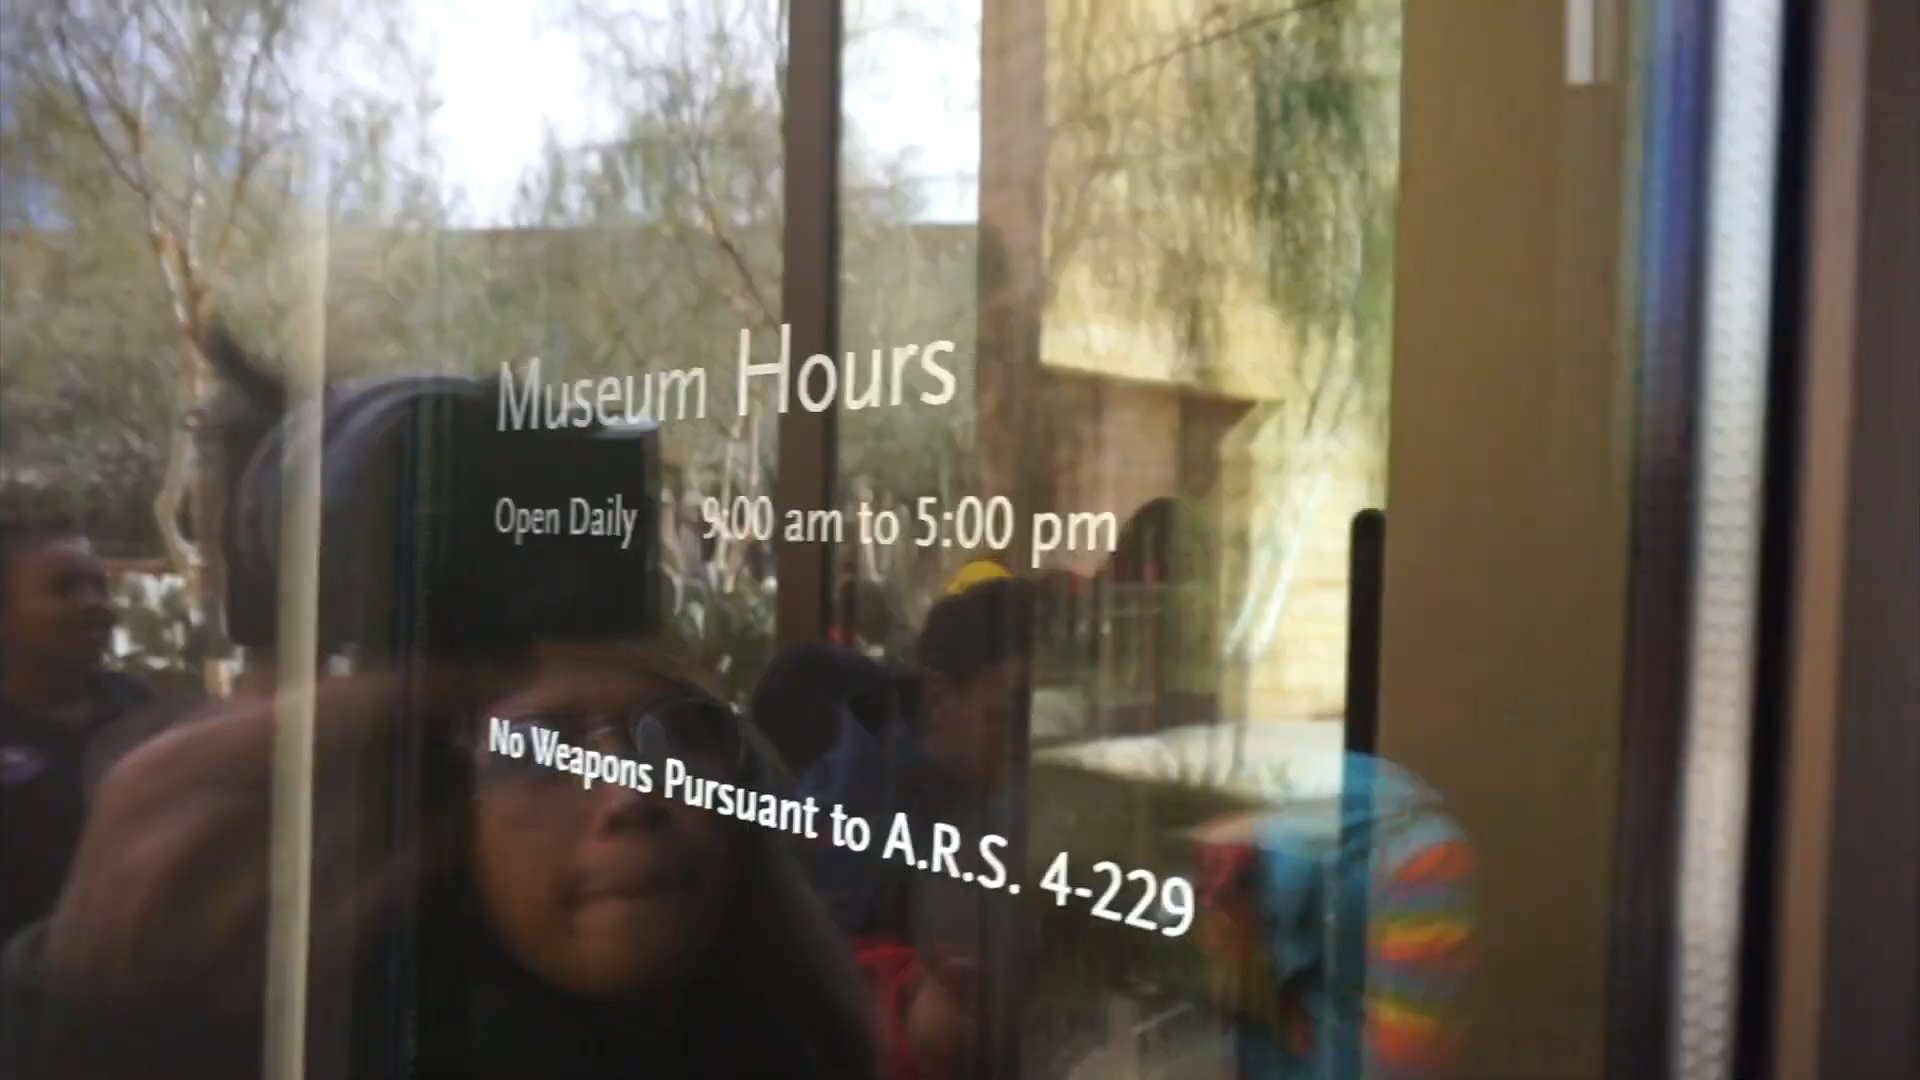 Museum Hours
Open Daily 9:00 am to 5:00 pm
No Weapons Pursuant to A.R.S. 4-229